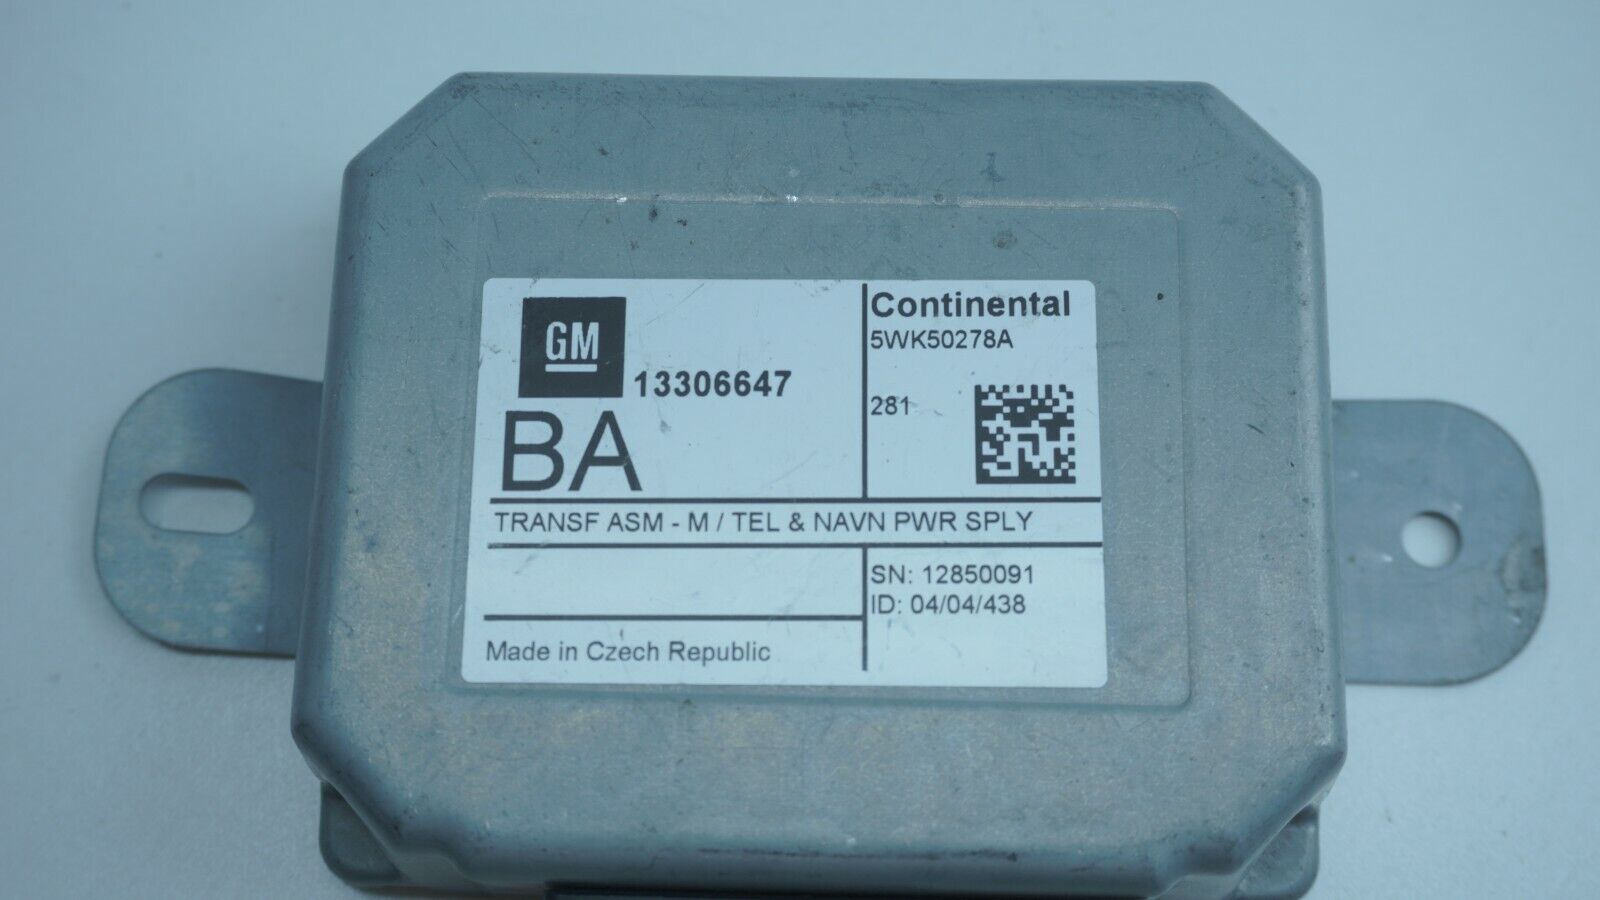 GM
13306647
BA
Continental
5WK50278A
281
TRANSF ASM - M / TEL & NAVN PWR SPLY
SN: 12850091
ID: 04/04/438
Made in Czech Republic